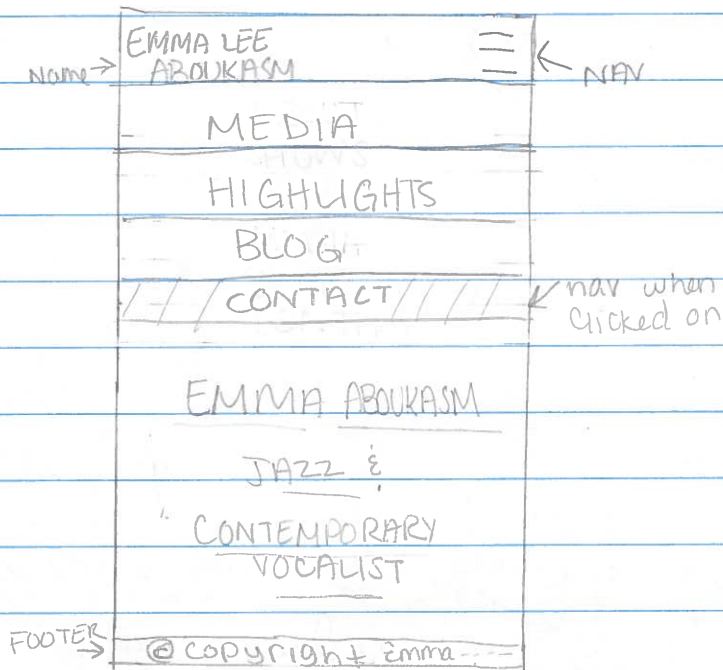 EMMA LEE
Name → ABOUKASM
← NAV
MEDIA
HIGHLIGHTS
BLOG
CONTACT
nav when
clicked on
EMMA ABOUKASM
JAZZ &
CONTEMPORARY
VOCALIST
FOOTER
© copyright Emma----